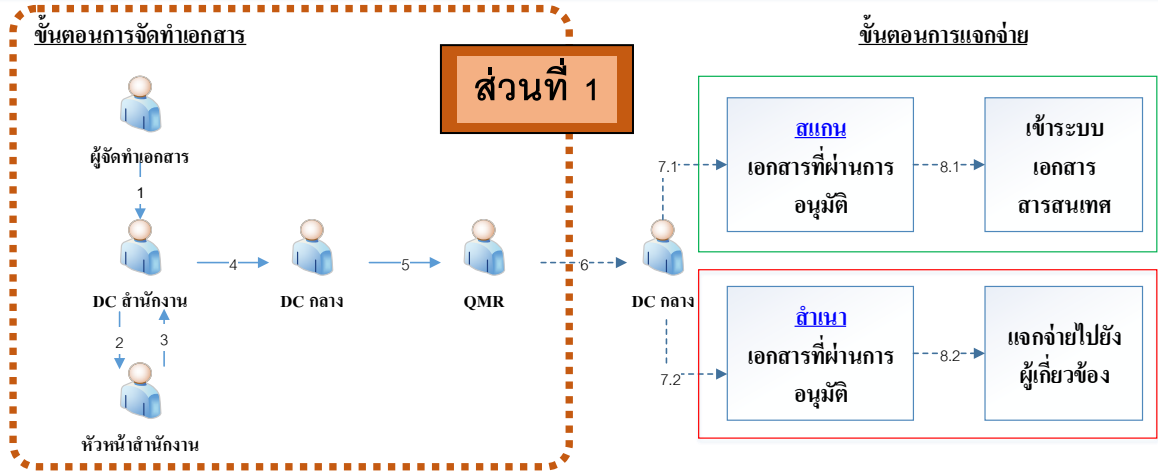 ขั้นตอนการจัดทำเอกสาร
ส่วนที่ 1
ผู้จัดทำเอกสาร
1
DC สำนักงาน
4
DC กลาง
5
QMR
6
2
3
หัวหน้าสำนักงาน
ขั้นตอนการแจกจ่าย
DC กลาง
7.1
สแกน
เอกสารที่ผ่านการ
อนุมัติ
8.1
เข้าระบบ
เอกสาร
สารสนเทศ
7.2
สำเนา
เอกสารที่ผ่านการ
อนุมัติ
8.2
แจกจ่ายไปยัง
ผู้เกี่ยวข้อง